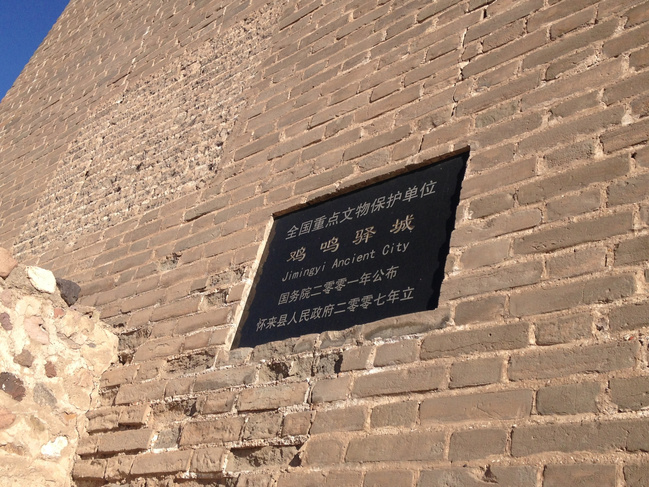 全国重点文物保护单位
鸡鸣驿城
Jimingyi Ancient City
国务院二零零一年公布
怀来县人民政府二零零七年立